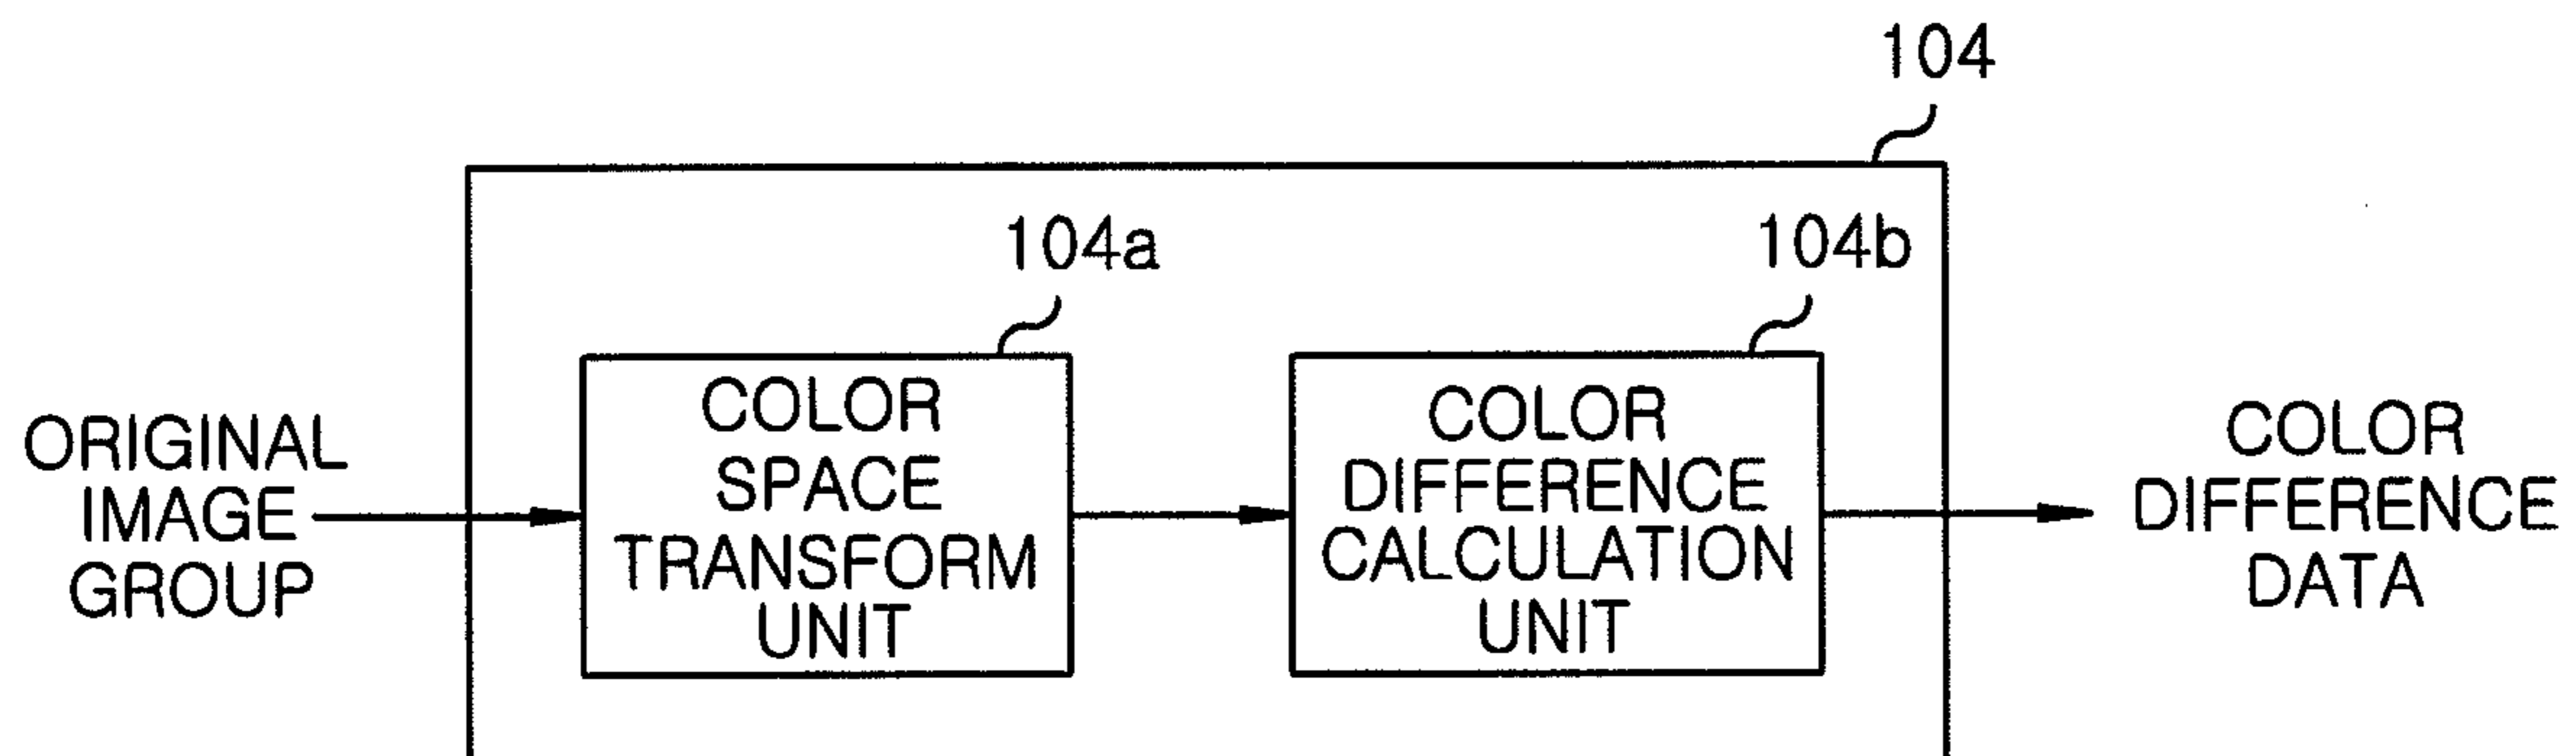 104
104a
104b
ORIGINAL
IMAGE
GROUP
COLOR
SPACE
TRANSFORM
UNIT
COLOR
DIFFERENCE
CALCULATION
UNIT
COLOR
DIFFERENCE
DATA